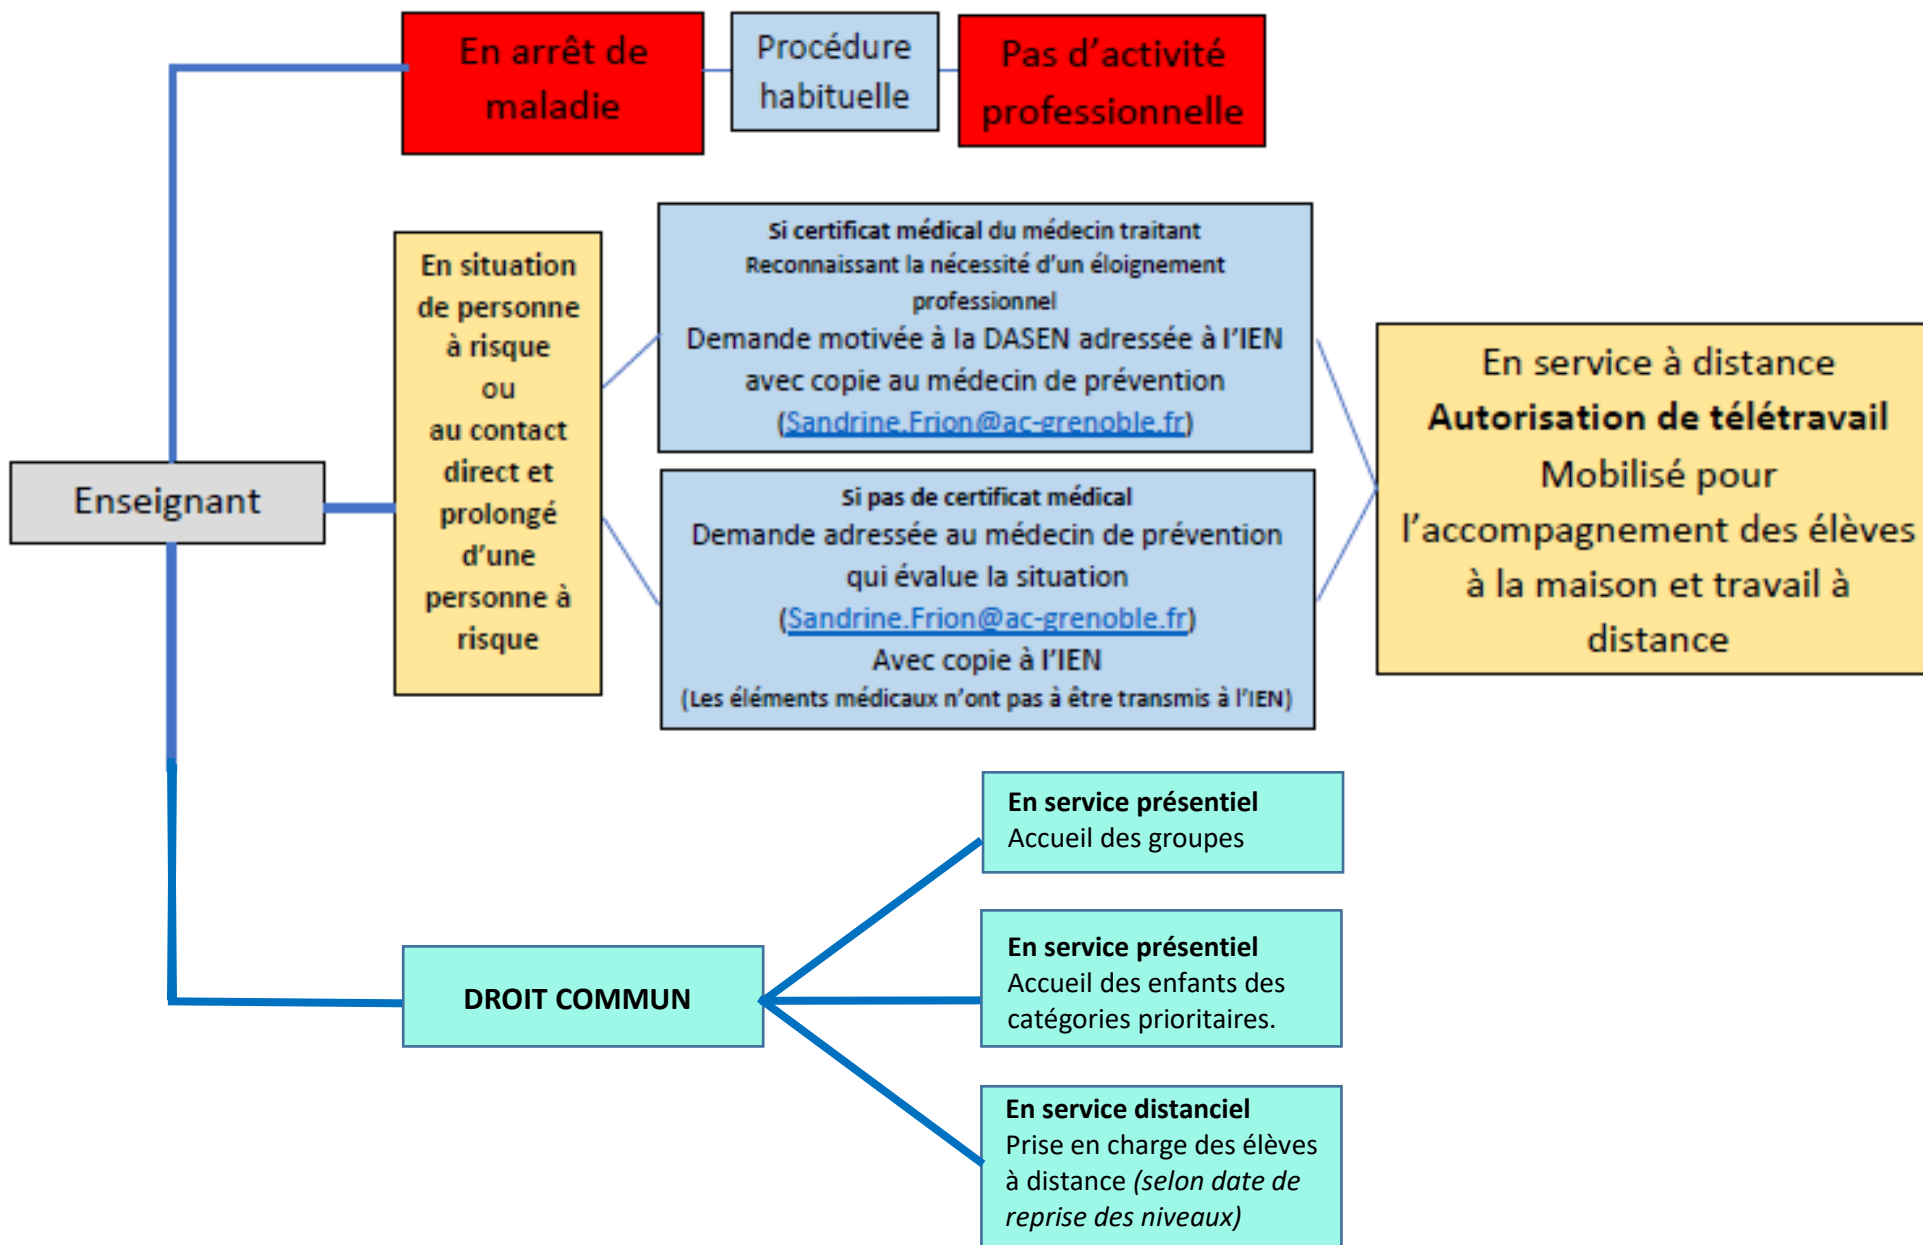 En arrêt de
maladie
Procédure
habituelle
Pas d'activité
professionnelle
Enseignant
En situation
de personne
à risque
ou
au contact
direct et
prolongé
d'une
personne à
risque
Si certificat médical du médecin traitant
Reconnaissant la nécessité d'un éloignement
professionnel
Demande motivée à la DASEN adressée à l'IEN
avec copie au médecin de prévention
(Sandrine.Frion@ac-grenoble.fr)
Si pas de certificat médical
Demande adressée au médecin de prévention
qui évalue la situation
(Sandrine.Frion@ac-grenoble.fr)
Avec copie à l'IEN
(Les éléments médicaux n'ont pas à être transmis à l'IEN)
En service à distance
Autorisation de télétravail
Mobilisé pour
l'accompagnement des élèves
à la maison et travail à
distance
DROIT COMMUN
En service présentiel
Accueil des groupes
En service présentiel
Accueil des enfants des
catégories prioritaires.
En service distanciel
Prise en charge des élèves
à distance (selon date de
reprise des niveaux)